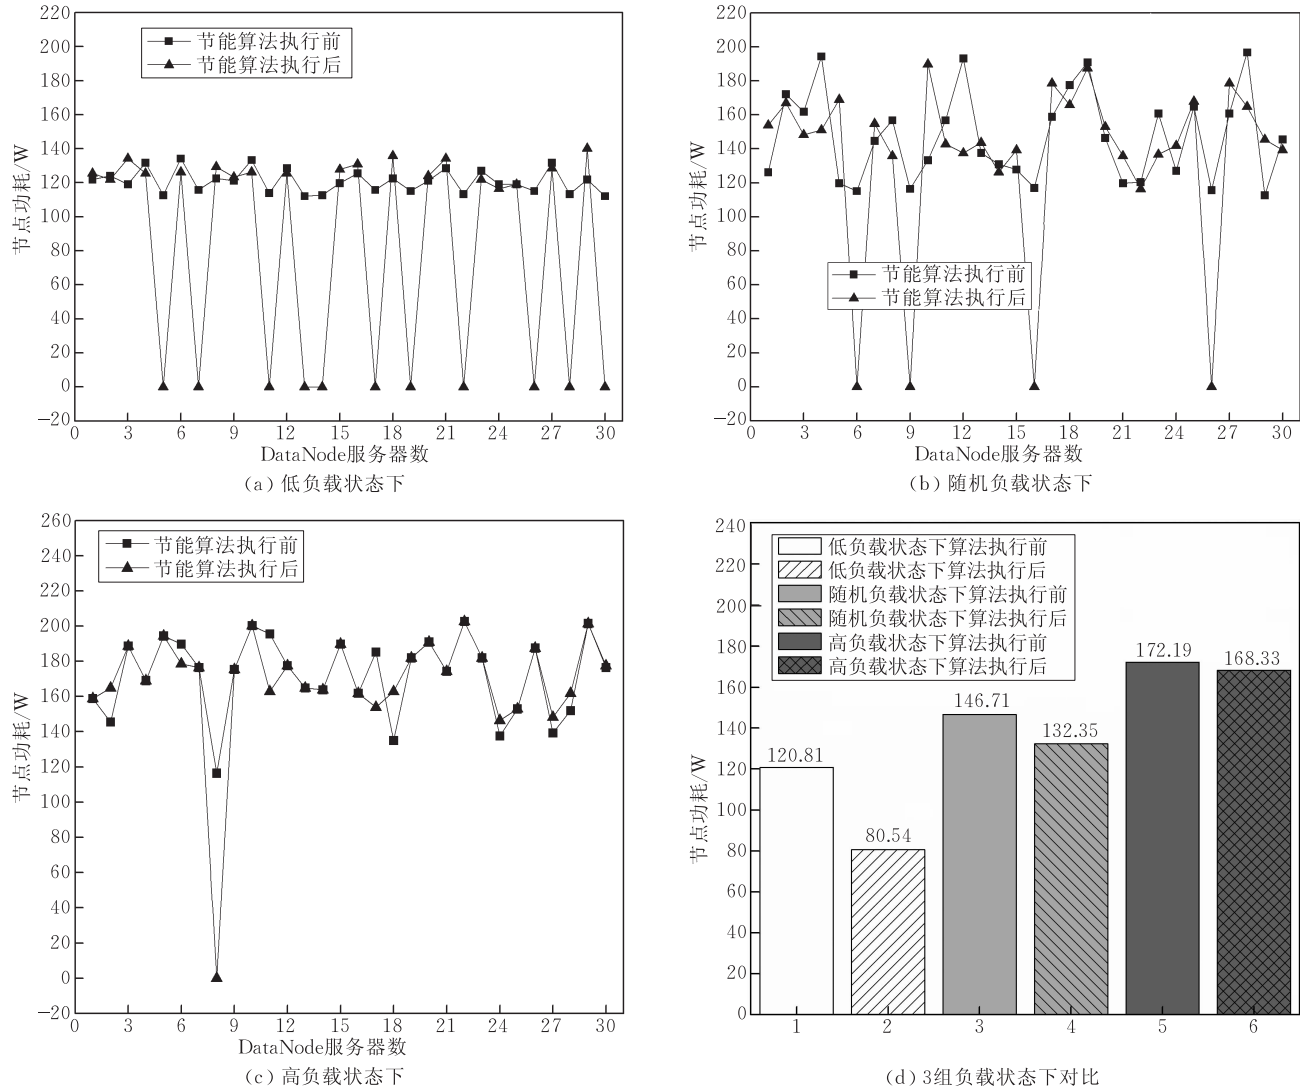 220
200
180
160
140
120
100
80
60
40
20
0
−20
节点功耗/W
节能算法执行前
节能算法执行后
0 3 6 9 12 15 18 21 24 27 30
DataNode服务器数
(a) 低负载状态下
220
200
180
160
140
120
100
80
60
40
20
0
−20
节点功耗/W
节能算法执行前
节能算法执行后
0 3 6 9 12 15 18 21 24 27 30
DataNode服务器数
(b) 随机负载状态下
260
240
220
200
180
160
140
120
100
80
60
40
20
0
−20
节点功耗/W
节能算法执行前
节能算法执行后
0 3 6 9 12 15 18 21 24 27 30
DataNode服务器数
(c) 高负载状态下
240
220
200
180
160
140
120
100
80
60
40
20
0
节点功耗/W
低负载状态下算法执行前
低负载状态下算法执行后
随机负载状态下算法执行前
随机负载状态下算法执行后
高负载状态下算法执行前
高负载状态下算法执行后
120.81
80.54
146.71
132.35
172.19
168.33
1 2 3 4 5 6
(d) 3组负载状态下对比